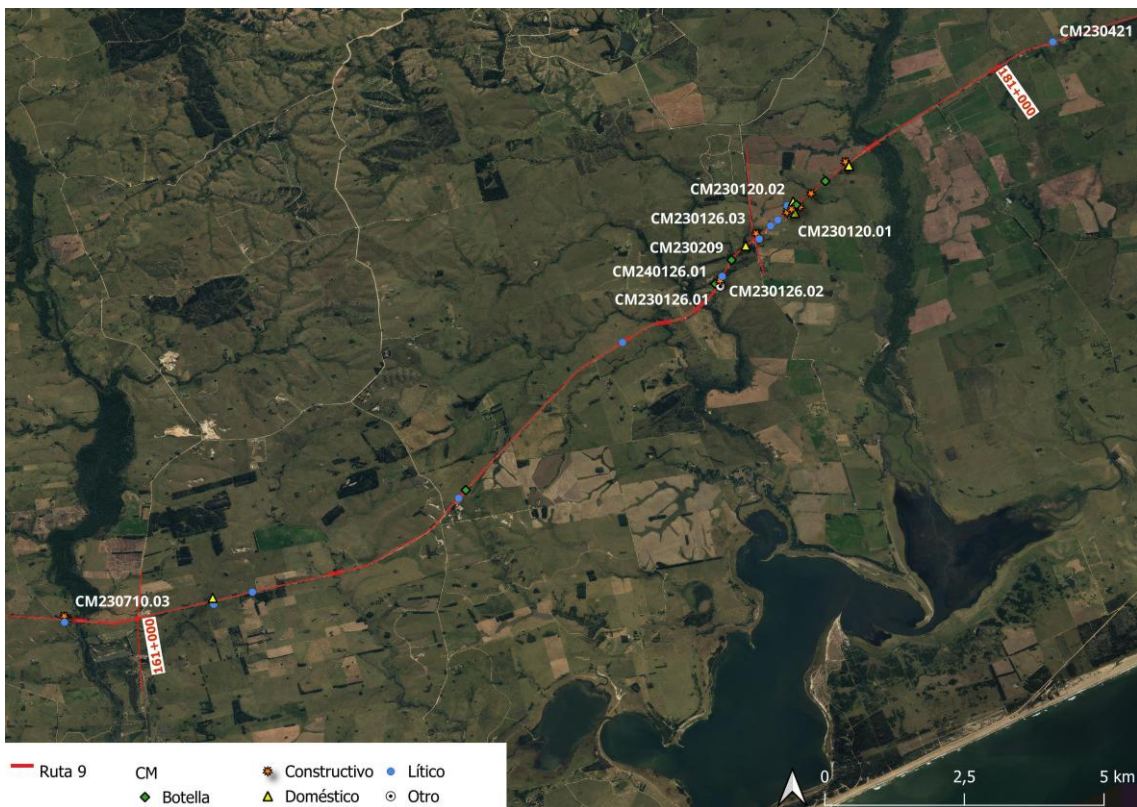 CM230421
181+000
CM230120.02
CM230126.03
CM230120.01
CM230209
CM240126.01
CM230126.02
CM230126.01
CM230710.03
161+000
Ruta 9
CM
Constructivo
Lítico
Botella
Doméstico
Otro
0
2,5
5 km